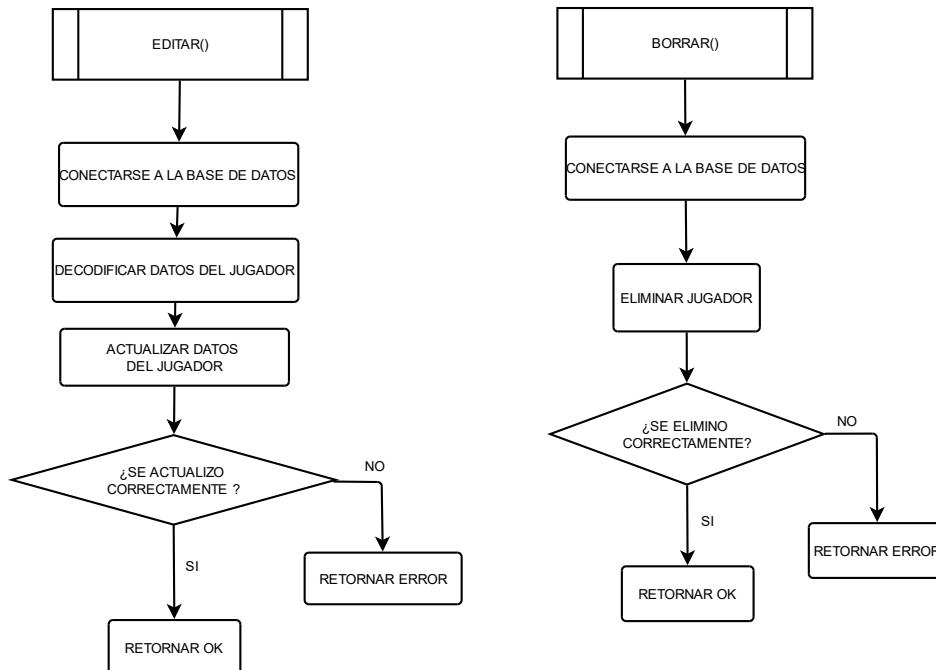 EDITAR()
CONECTARSE A LA BASE DE DATOS
DECODIFICAR DATOS DEL JUGADOR
ACTUALIZAR DATOS
DEL JUGADOR
¿SE ACTUALIZO
CORRECTAMENTE ?
NO
SI
RETORNAR ERROR
RETORNAR OK
BORRAR()
CONECTARSE A LA BASE DE DATOS
ELIMINAR JUGADOR
¿SE ELIMINO
CORRECTAMENTE?
NO
SI
RETORNAR ERROR
RETORNAR OK